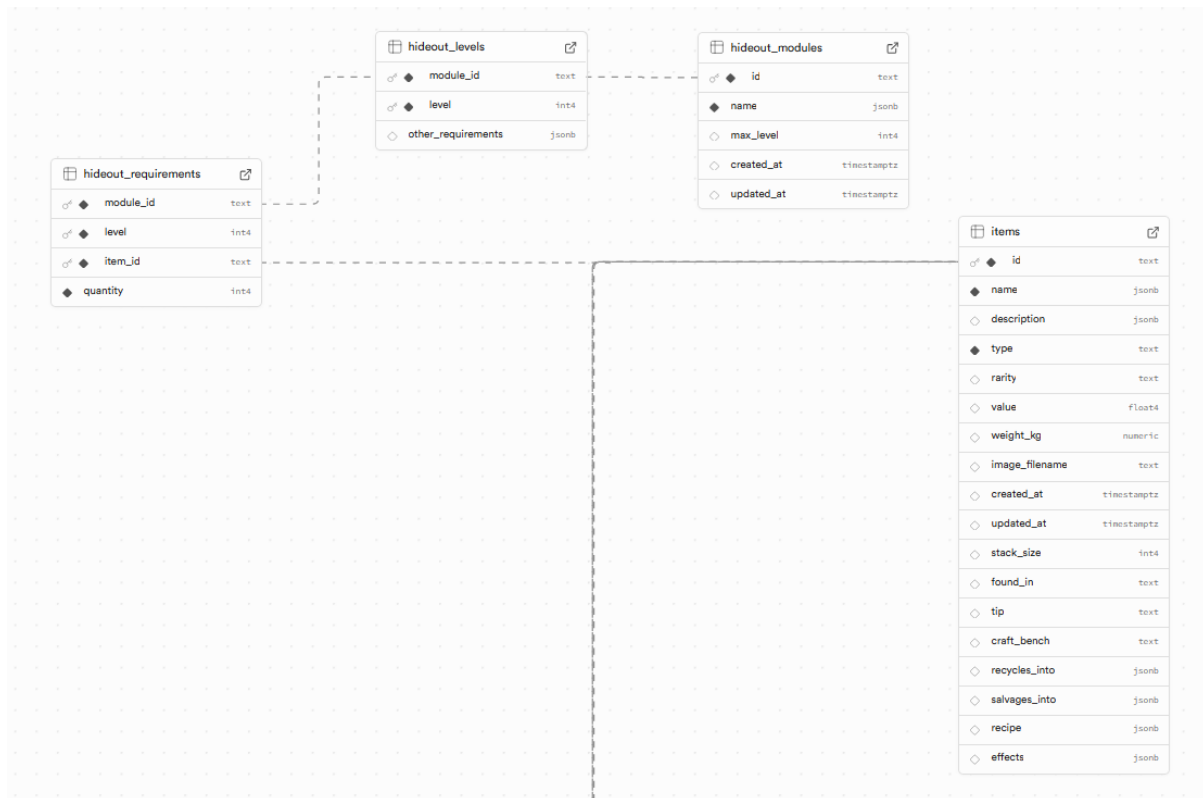 hideout_levels
module_id text
level int4
other_requirements jsonb
hideout_modules
id text
name jsonb
max_level int4
created_at timestamptz
updated_at timestamptz
hideout_requirements
module_id text
level int4
item_id text
quantity int4
items
id text
name jsonb
description jsonb
type text
rarity text
value float4
weight_kg numeric
image_filename text
created_at timestamptz
updated_at timestamptz
stack_size int4
found_in text
tip text
craft_bench text
recycles_into jsonb
salvages_into jsonb
recipe jsonb
effects jsonb